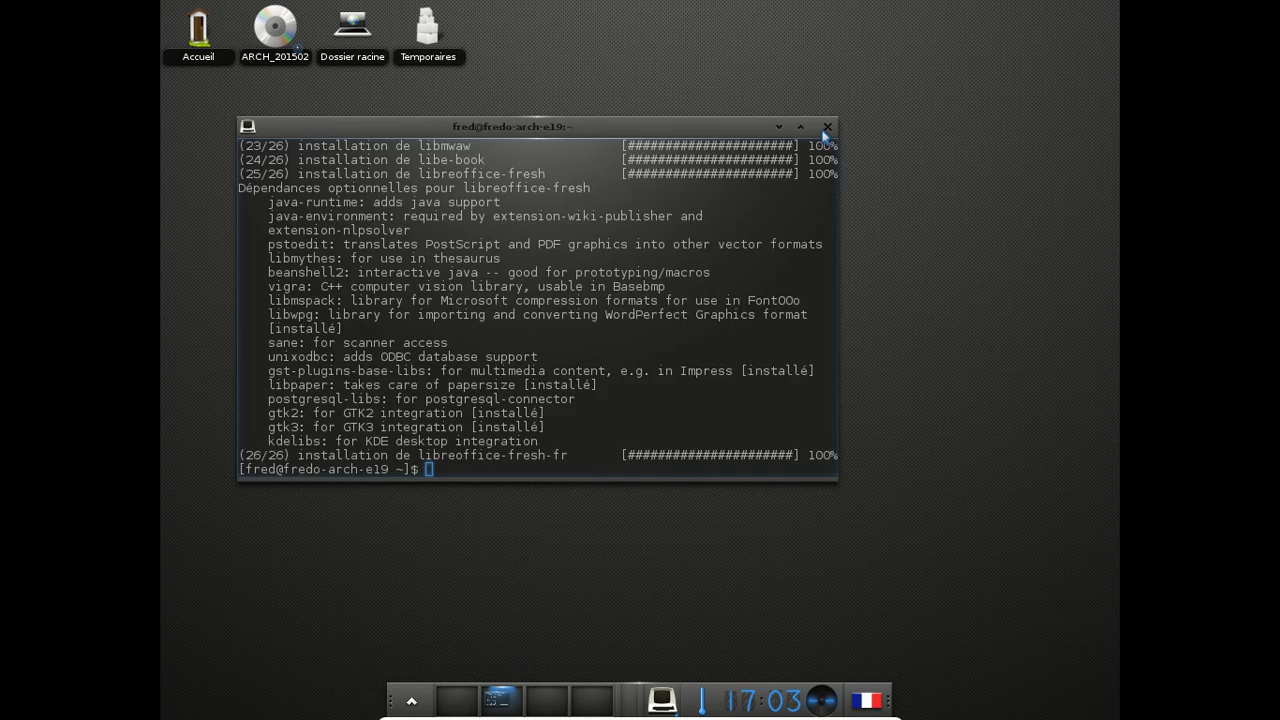 Accueil
ARCH_201502
Dossier racine
Temporaires
fred@fredo-arch-e19:~
(23/26) installation de libmwaw [######################] 100%
(24/26) installation de libe-book [######################] 100%
(25/26) installation de libreoffice-fresh [######################] 100%
Dépendances optionnelles pour libreoffice-fresh
java-runtime: adds java support
java-environment: required by extension-wiki-publisher and
extension-nlpsolver
pstoedit: translates PostScript and PDF graphics into other vector formats
libmythes: for use in thesaurus
beanshell2: interactive java -- good for prototyping/macros
vigra: C++ computer vision library, usable in Basebmp
libmspack: library for Microsoft compression formats for use in FontOOo
libwpg: library for importing and converting WordPerfect Graphics format
[installé]
sane: for scanner access
unixodbc: adds ODBC database support
gst-plugins-base-libs: for multimedia content, e.g. in Impress [installé]
libpaper: takes care of papersize [installé]
postgresql-libs: for postgresql-connector
gtk2: for GTK2 integration [installé]
gtk3: for GTK3 integration [installé]
kdelibs: for KDE desktop integration
(26/26) installation de libreoffice-fresh-fr [######################] 100%
[fred@fredo-arch-e19 ~]$
17:03